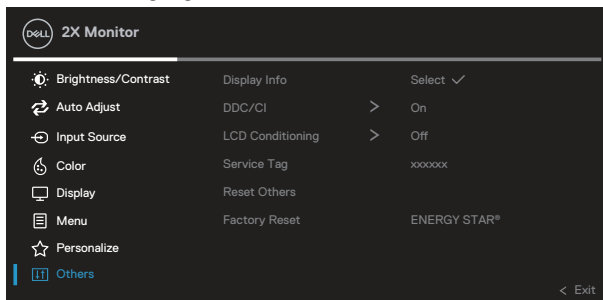 DELL 2X Monitor
Brightness/Contrast Display Info Select ✓
Auto Adjust DDC/CI > On
Input Source LCD Conditioning > Off
Color Service Tag xxxxxx
Display Reset Others
Menu Factory Reset ENERGY STAR®
Personalize
Others
< Exit